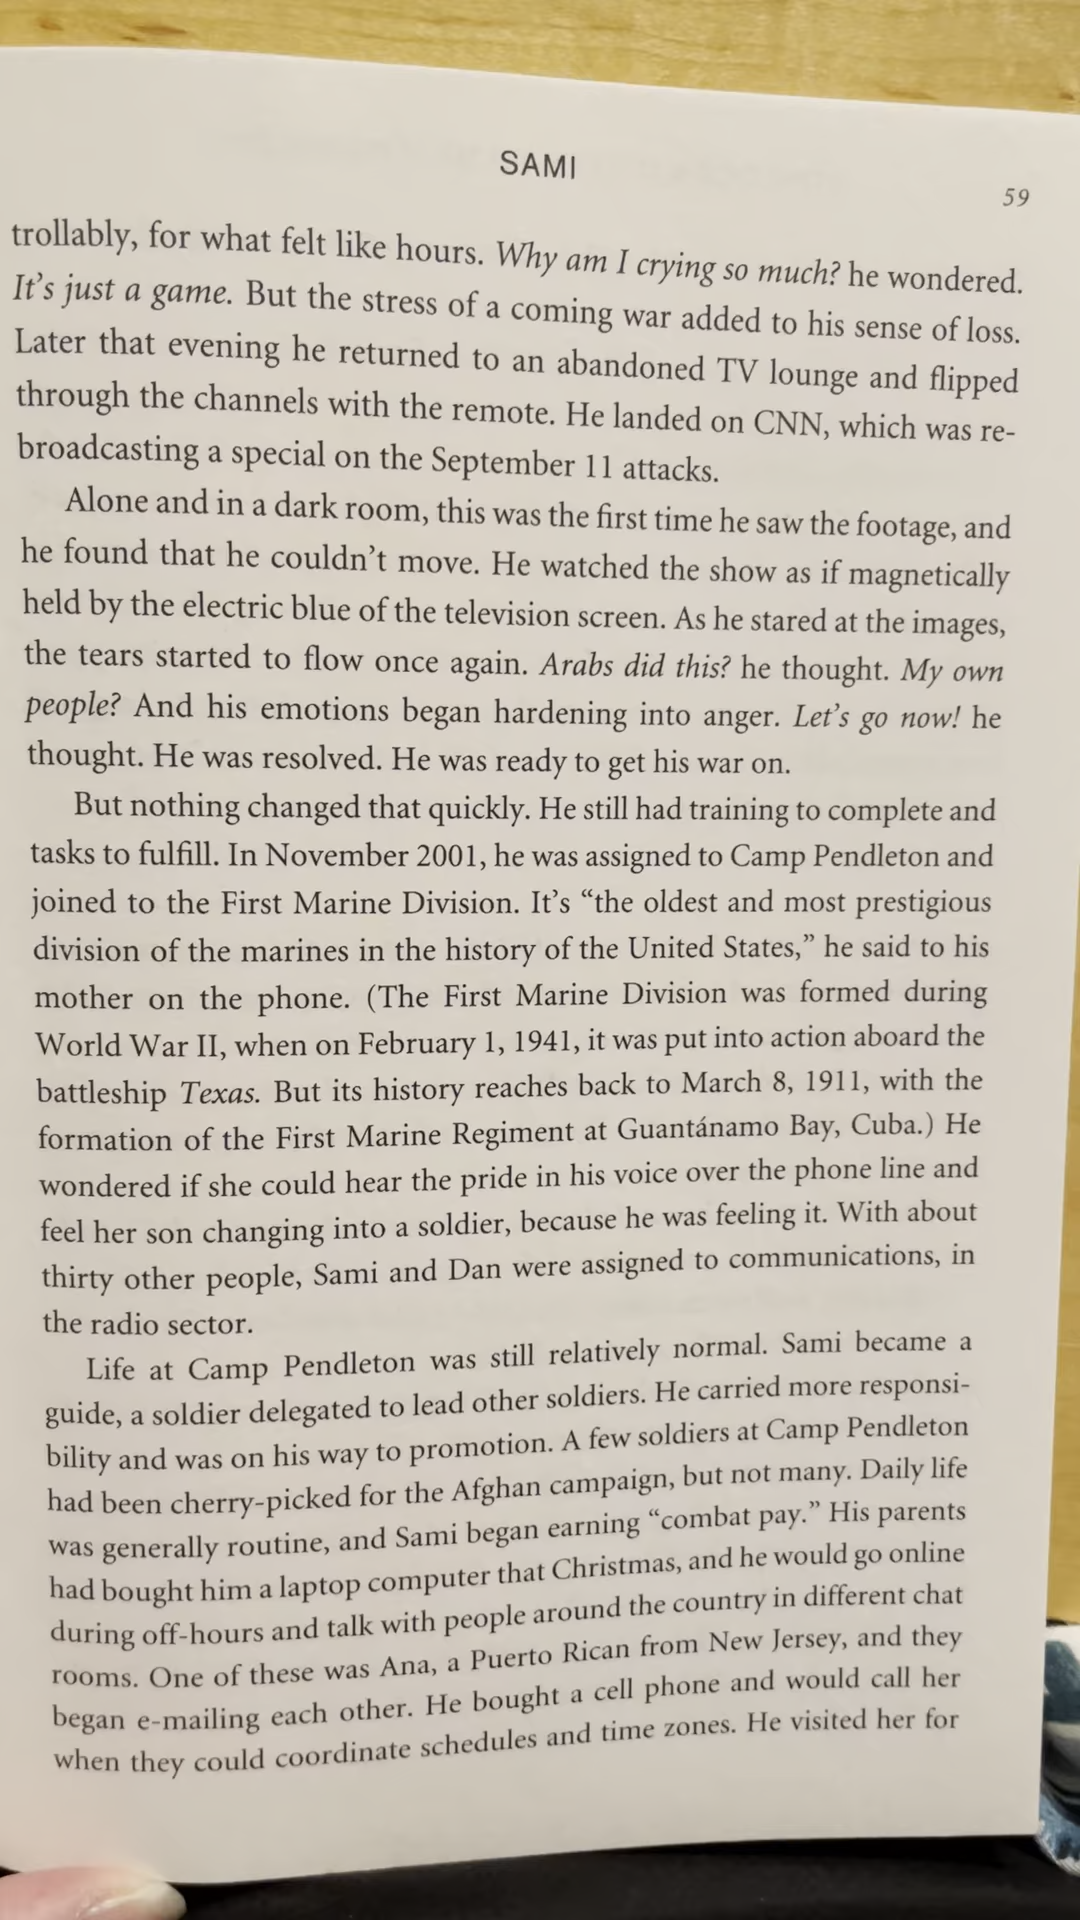 SAMI
59
trollably, for what felt like hours. Why am I crying so much? he wondered.
It's just a game. But the stress of a coming war added to his sense of loss.
Later that evening he returned to an abandoned TV lounge and flipped
through the channels with the remote. He landed on CNN, which was re-
broadcasting a special on the September 11 attacks.
Alone and in a dark room, this was the first time he saw the footage, and
he found that he couldn't move. He watched the show as if magnetically
held by the electric blue of the television screen. As he stared at the images,
the tears started to flow once again. Arabs did this? he thought. My own
people? And his emotions began hardening into anger. Let's go now! he
thought. He was resolved. He was ready to get his war on.
But nothing changed that quickly. He still had training to complete and
tasks to fulfill. In November 2001, he was assigned to Camp Pendleton and
joined to the First Marine Division. It's “the oldest and most prestigious
division of the marines in the history of the United States,” he said to his
mother on the phone. (The First Marine Division was formed during
World War II, when on February 1, 1941, it was put into action aboard the
battleship Texas. But its history reaches back to March 8, 1911, with the
formation of the First Marine Regiment at Guantánamo Bay, Cuba.) He
wondered if she could hear the pride in his voice over the phone line and
feel her son changing into a soldier, because he was feeling it. With about
thirty other people, Sami and Dan were assigned to communications, in
the radio sector.
Life at Camp Pendleton was still relatively normal. Sami became a
guide, a soldier delegated to lead other soldiers. He carried more responsi-
bility and was on his way to promotion. A few soldiers at Camp Pendleton
had been cherry-picked for the Afghan campaign, but not many. Daily life
was generally routine, and Sami began earning “combat pay.” His parents
had bought him a laptop computer that Christmas, and he would go online
during off-hours and talk with people around the country in different chat
rooms. One of these was Ana, a Puerto Rican from New Jersey, and they
began e-mailing each other. He bought a cell phone and would call her
when they could coordinate schedules and time zones. He visited her for